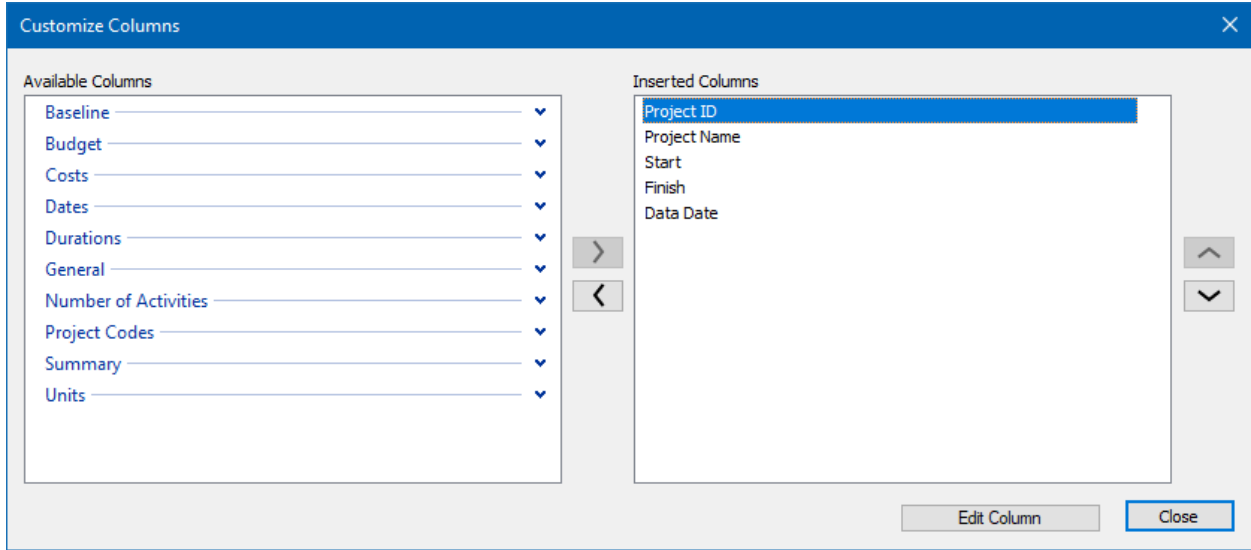 Customize Columns
Available Columns
Baseline
Budget
Costs
Dates
Durations
General
Number of Activities
Project Codes
Summary
Units
Inserted Columns
Project ID
Project Name
Start
Finish
Data Date
Edit Column
Close